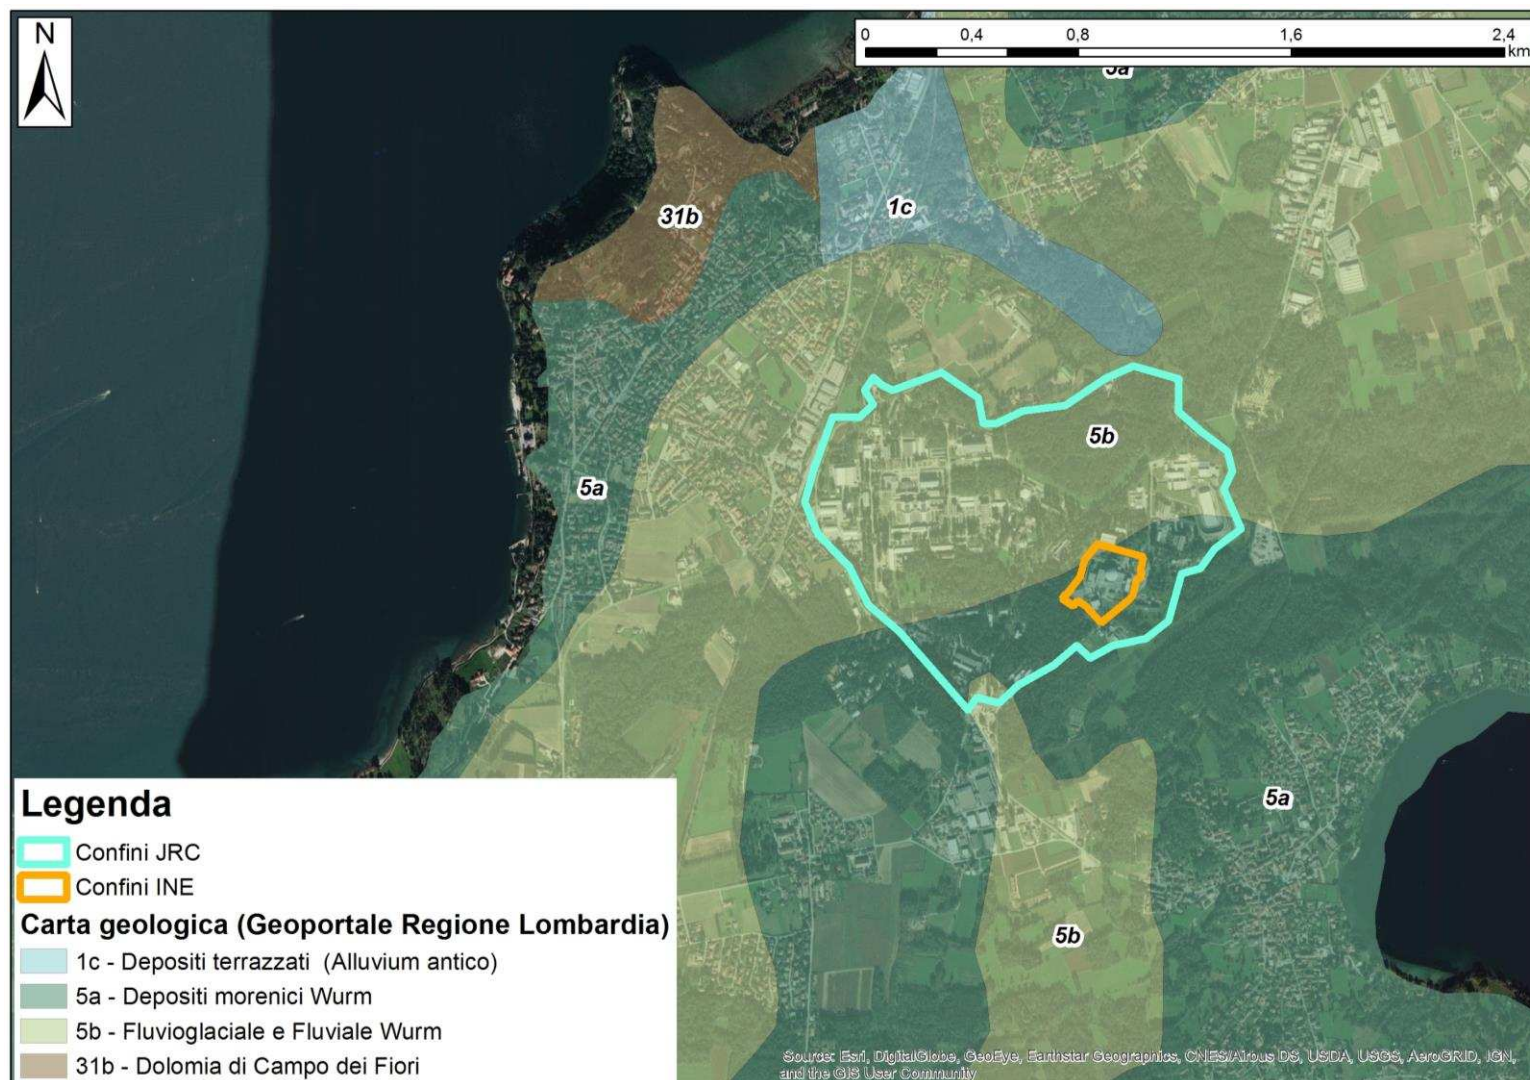 N
0 0,4 0,8 1,6 2,4
km
5a
31b
1c
5b
5a
5a
5b
Legenda
Confini JRC
Confini INE
Carta geologica (Geoportale Regione Lombardia)
1c - Depositi terrazzati (Alluvium antico)
5a - Depositi morenici Wurm
5b - Fluvioglaciale e Fluviale Wurm
31b - Dolomia di Campo dei Fiori
Source: Esri, DigitalGlobe, GeoEye, Earthstar Geographics, CNES/Airbus DS, USDA, USGS, AeroGRID, IGN,
and the GIS User Community